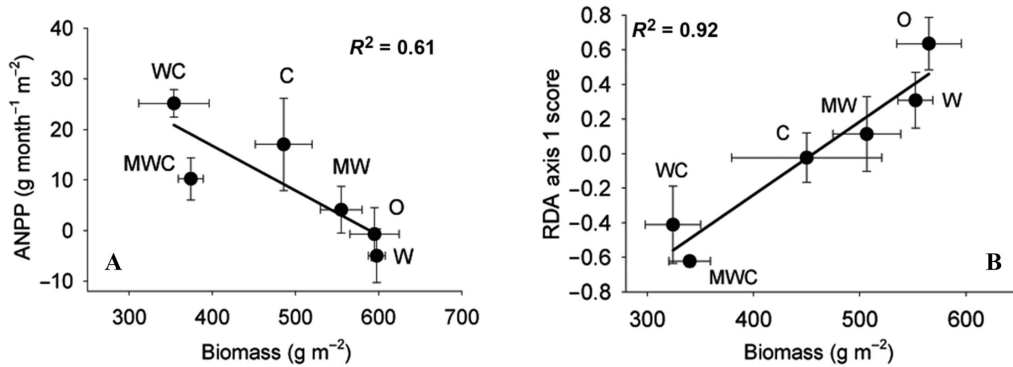 40
30
20
10
0
−10
ANPP (g month⁻¹ m⁻²)
R² = 0.61
WC
C
MWC
MW
O
W
A
300 400 500 600 700
Biomass (g m⁻²)
0.8
0.6
0.4
0.2
0.0
−0.2
−0.4
−0.6
−0.8
RDA axis 1 score
R² = 0.92
O
W
MW
C
WC
MWC
B
300 400 500 600
Biomass (g m⁻²)